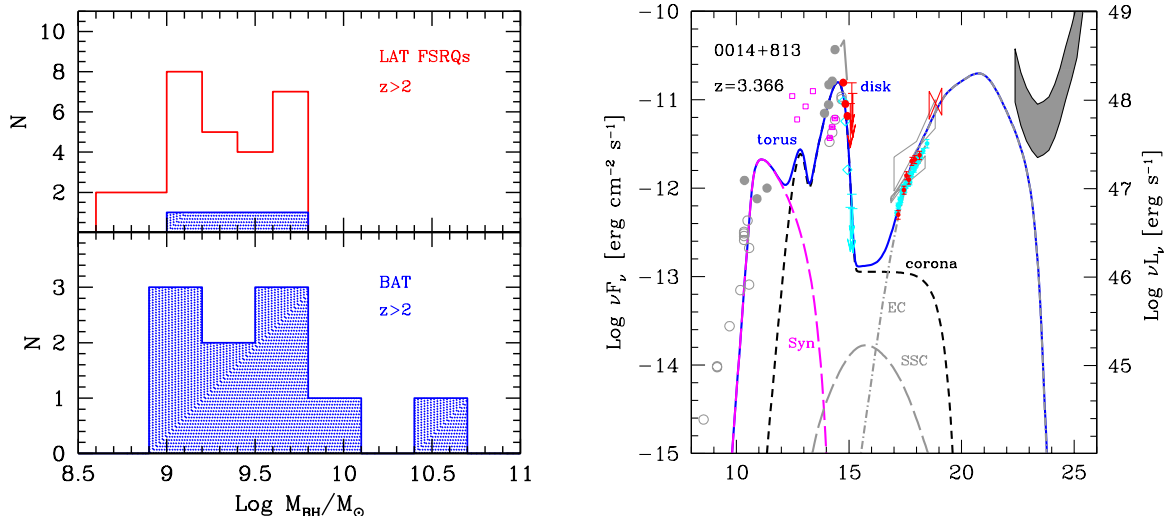 10
8
6
4
2
N
LAT FSRQs
z>2
3
2
1
0
N
BAT
z>2
8.5
9
9.5
10
10.5
11
Log M_BH/M_⊙
−10
−11
−12
−13
−14
−15
Log νF_ν [erg cm⁻² s⁻¹]
0014+813
z=3.366
disk
torus
corona
EC
Syn
SSC
10
15
20
25
49
48
47
46
45
Log νL_ν [erg s⁻¹]